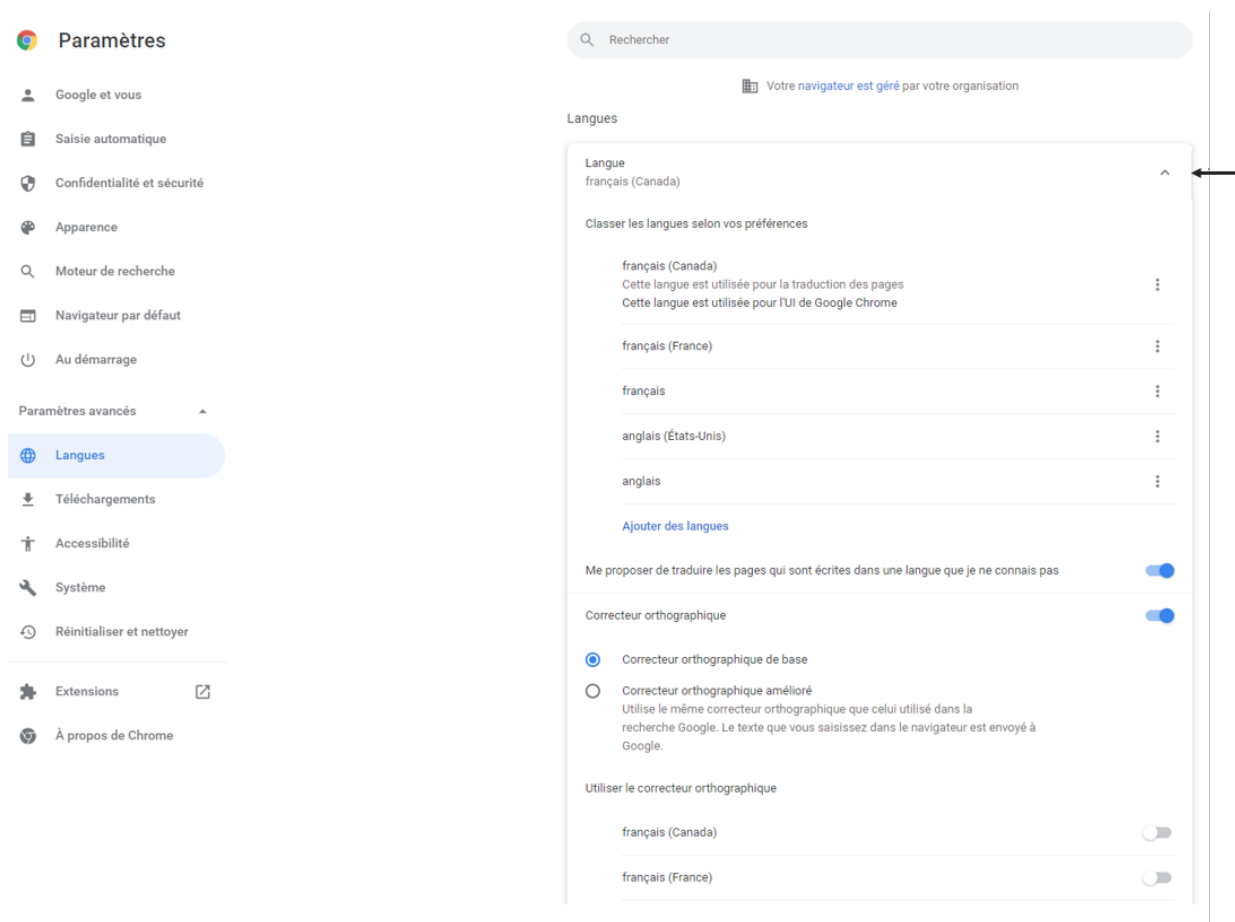 Paramètres
Google et vous
Saisie automatique
Confidentialité et sécurité
Apparence
Moteur de recherche
Navigateur par défaut
Au démarrage
Paramètres avancés
Langues
Téléchargements
Accessibilité
Système
Réinitialiser et nettoyer
Extensions
À propos de Chrome
Rechercher
Votre navigateur est géré par votre organisation
Langues
Langue
français (Canada)
Classer les langues selon vos préférences
français (Canada)
Cette langue est utilisée pour la traduction des pages
Cette langue est utilisée pour l'UI de Google Chrome
français (France)
français
anglais (États-Unis)
anglais
Ajouter des langues
Me proposer de traduire les pages qui sont écrites dans une langue que je ne connais pas
Correcteur orthographique
Correcteur orthographique de base
Correcteur orthographique amélioré
Utilise le même correcteur orthographique que celui utilisé dans la
recherche Google. Le texte que vous saisissez dans le navigateur est envoyé à
Google.
Utiliser le correcteur orthographique
français (Canada)
français (France)